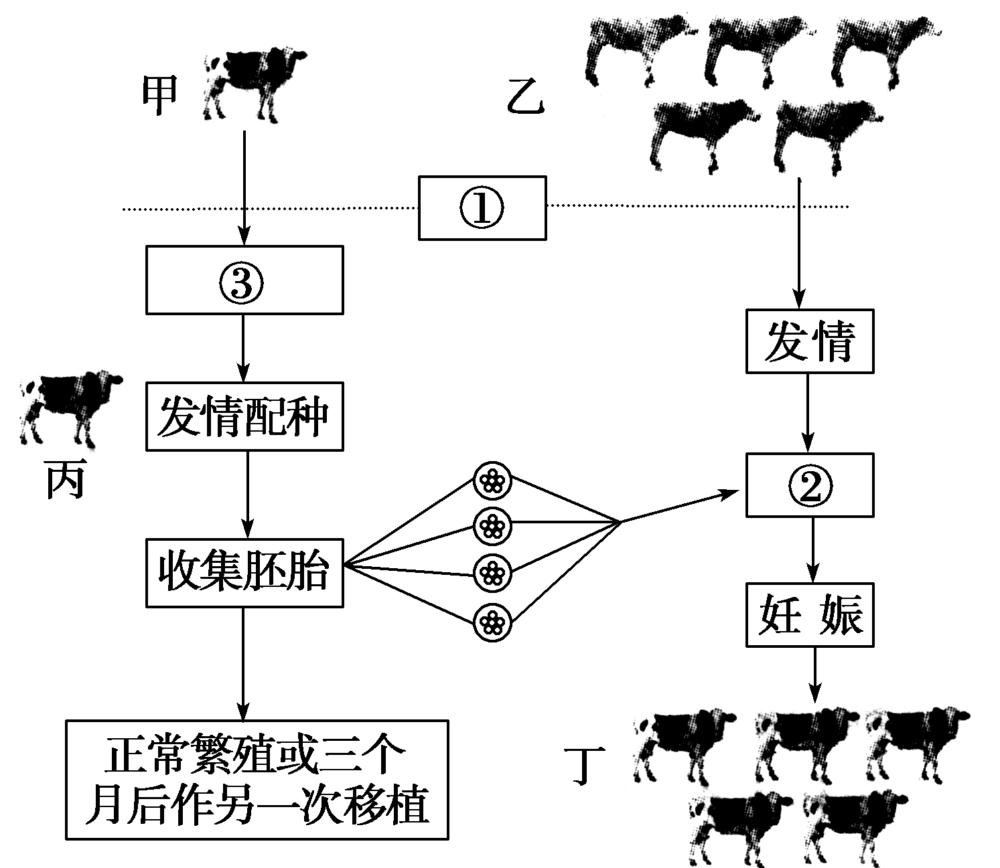 甲
乙
①
③
发情
发情配种
丙
②
收集胚胎
妊娠
正常繁殖或三个
月后作另一次移植
丁